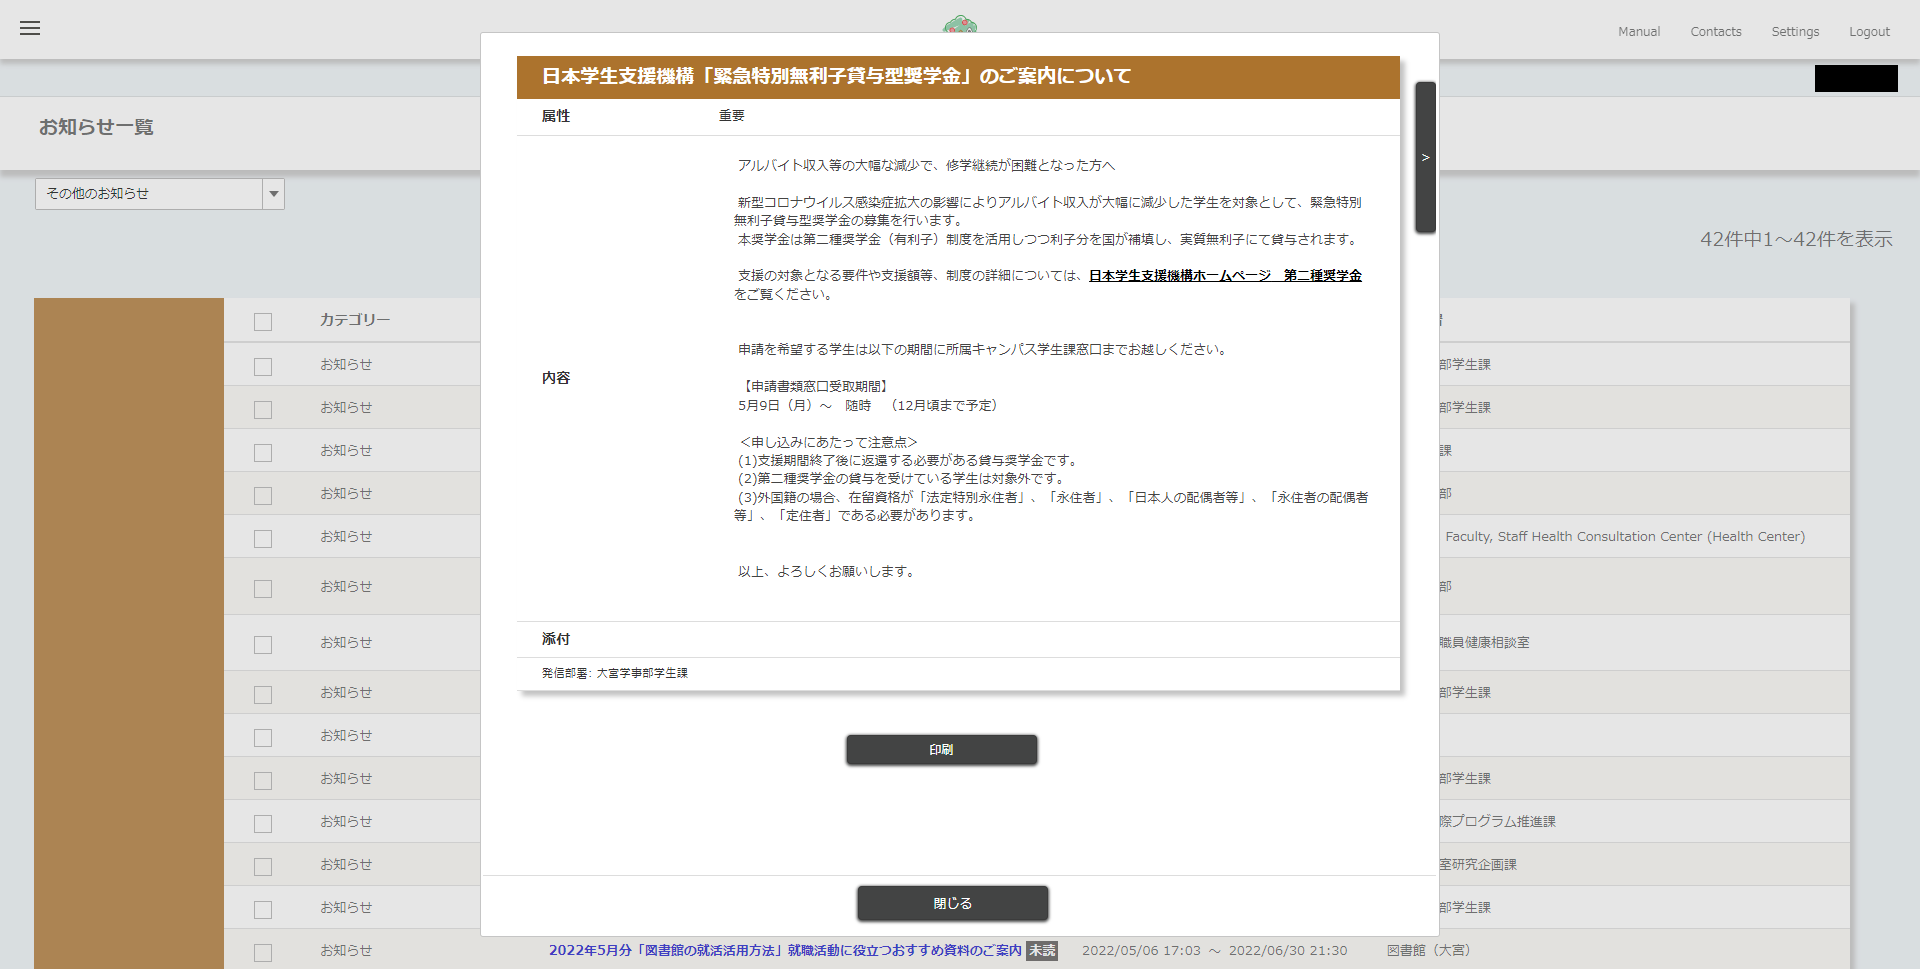 Manual Contacts Settings Logout
お知らせ一覧
その他のお知らせ
42件中1～42件を表示
日本学生支援機構「緊急特別無利子貸与型奨学金」のご案内について
属性 重要
内容
アルバイト収入等の大幅な減少で、修学継続が困難となった方へ
新型コロナウイルス感染症拡大の影響によりアルバイト収入が大幅に減少した学生を対象として、緊急特別
無利子貸与型奨学金の募集を行います。
本奨学金は第二種奨学金（有利子）制度を活用しつつ利子分を国が補填し、実質無利子にて貸与されます。
支援の対象となる要件や支援額等、制度の詳細については、日本学生支援機構ホームページ　第二種奨学金
をご覧ください。
申請を希望する学生は以下の期間に所属キャンパス学生課窓口までお越しください。
【申請書類窓口受取期間】
5月9日（月）～　随時　（12月頃まで予定）
＜申し込みにあたって注意点＞
(1)支援期間終了後に返還する必要がある貸与奨学金です。
(2)第二種奨学金の貸与を受けている学生は対象外です。
(3)外国籍の場合、在留資格が「法定特別永住者」、「永住者」、「日本人の配偶者等」、「永住者の配偶者
等」、「定住者」である必要があります。
以上、よろしくお願いします。
添付
発信部署: 大宮学事部学生課
印刷
閉じる
>
カテゴリー
お知らせ 部学生課
お知らせ 部学生課
お知らせ 課
お知らせ 部
お知らせ Faculty, Staff Health Consultation Center (Health Center)
お知らせ 部
お知らせ 職員健康相談室
お知らせ 部学生課
お知らせ
お知らせ 部学生課
お知らせ 際プログラム推進課
お知らせ 室研究企画課
お知らせ 部学生課
お知らせ 2022年5月分「図書館の就活活用方法」就職活動に役立つおすすめ資料のご案内 未読 2022/05/06 17:03 ～ 2022/06/30 21:30 図書館（大宮）